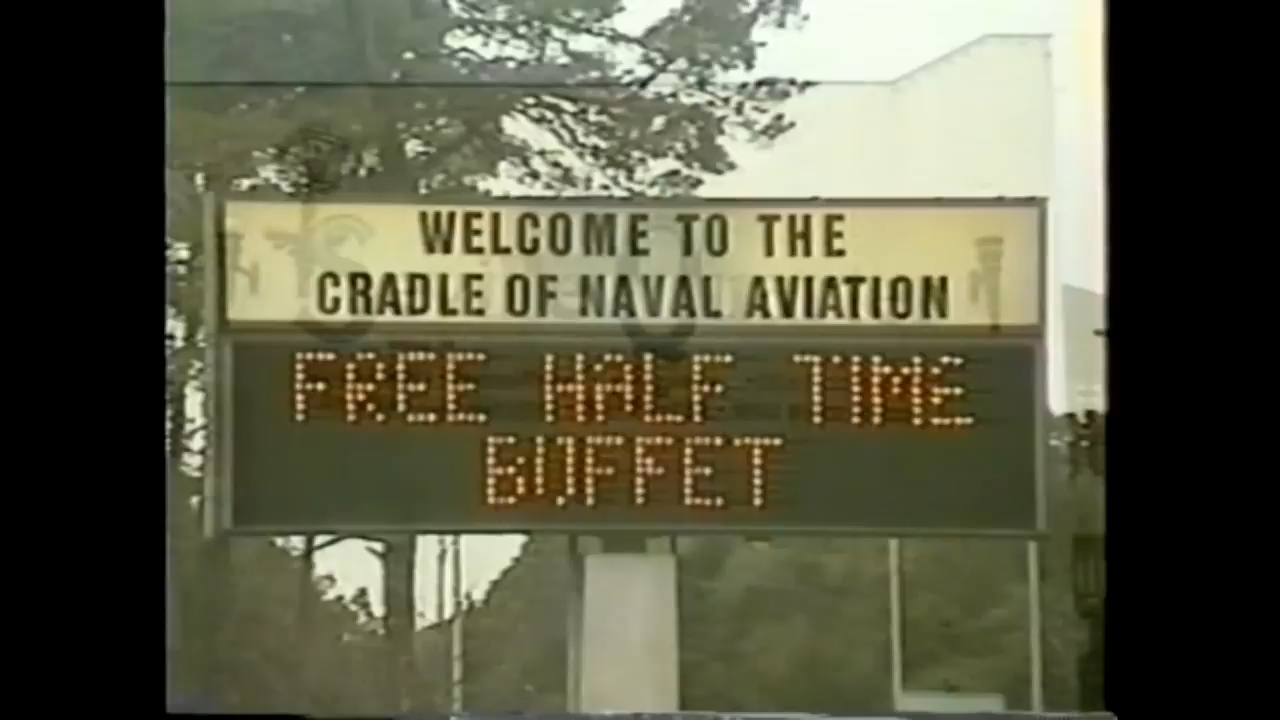 WELCOME TO THE
CRADLE OF NAVAL AVIATION
FREE HALF TIME
BUFFET